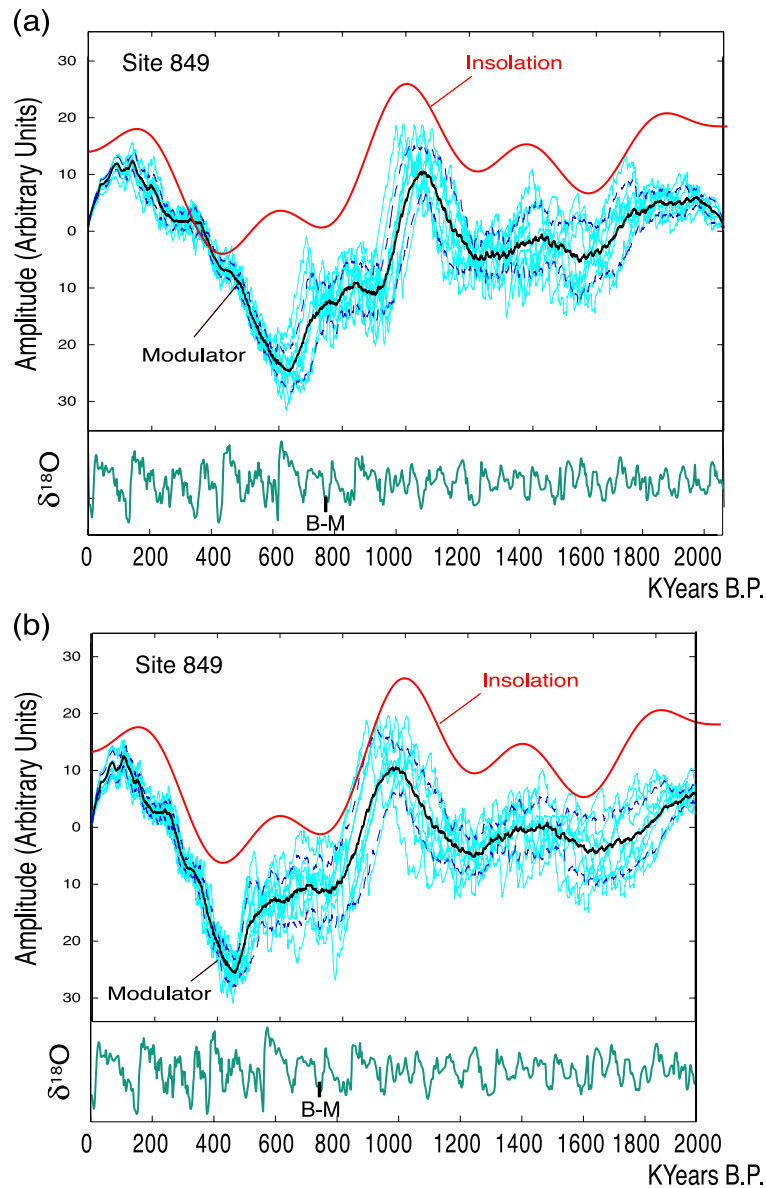 (a)
30
Site 849
Insolation
20
10
0
10
Modulator
20
30
Amplitude (Arbitrary Units)
δ18O
B-M
0 200 400 600 800 1000 1200 1400 1600 1800 2000
KYears B.P.
(b)
30
Site 849
Insolation
20
10
0
10
20
Modulator
30
Amplitude (Arbitrary Units)
δ18O
B-M
0 200 400 600 800 1000 1200 1400 1600 1800 2000
KYears B.P.